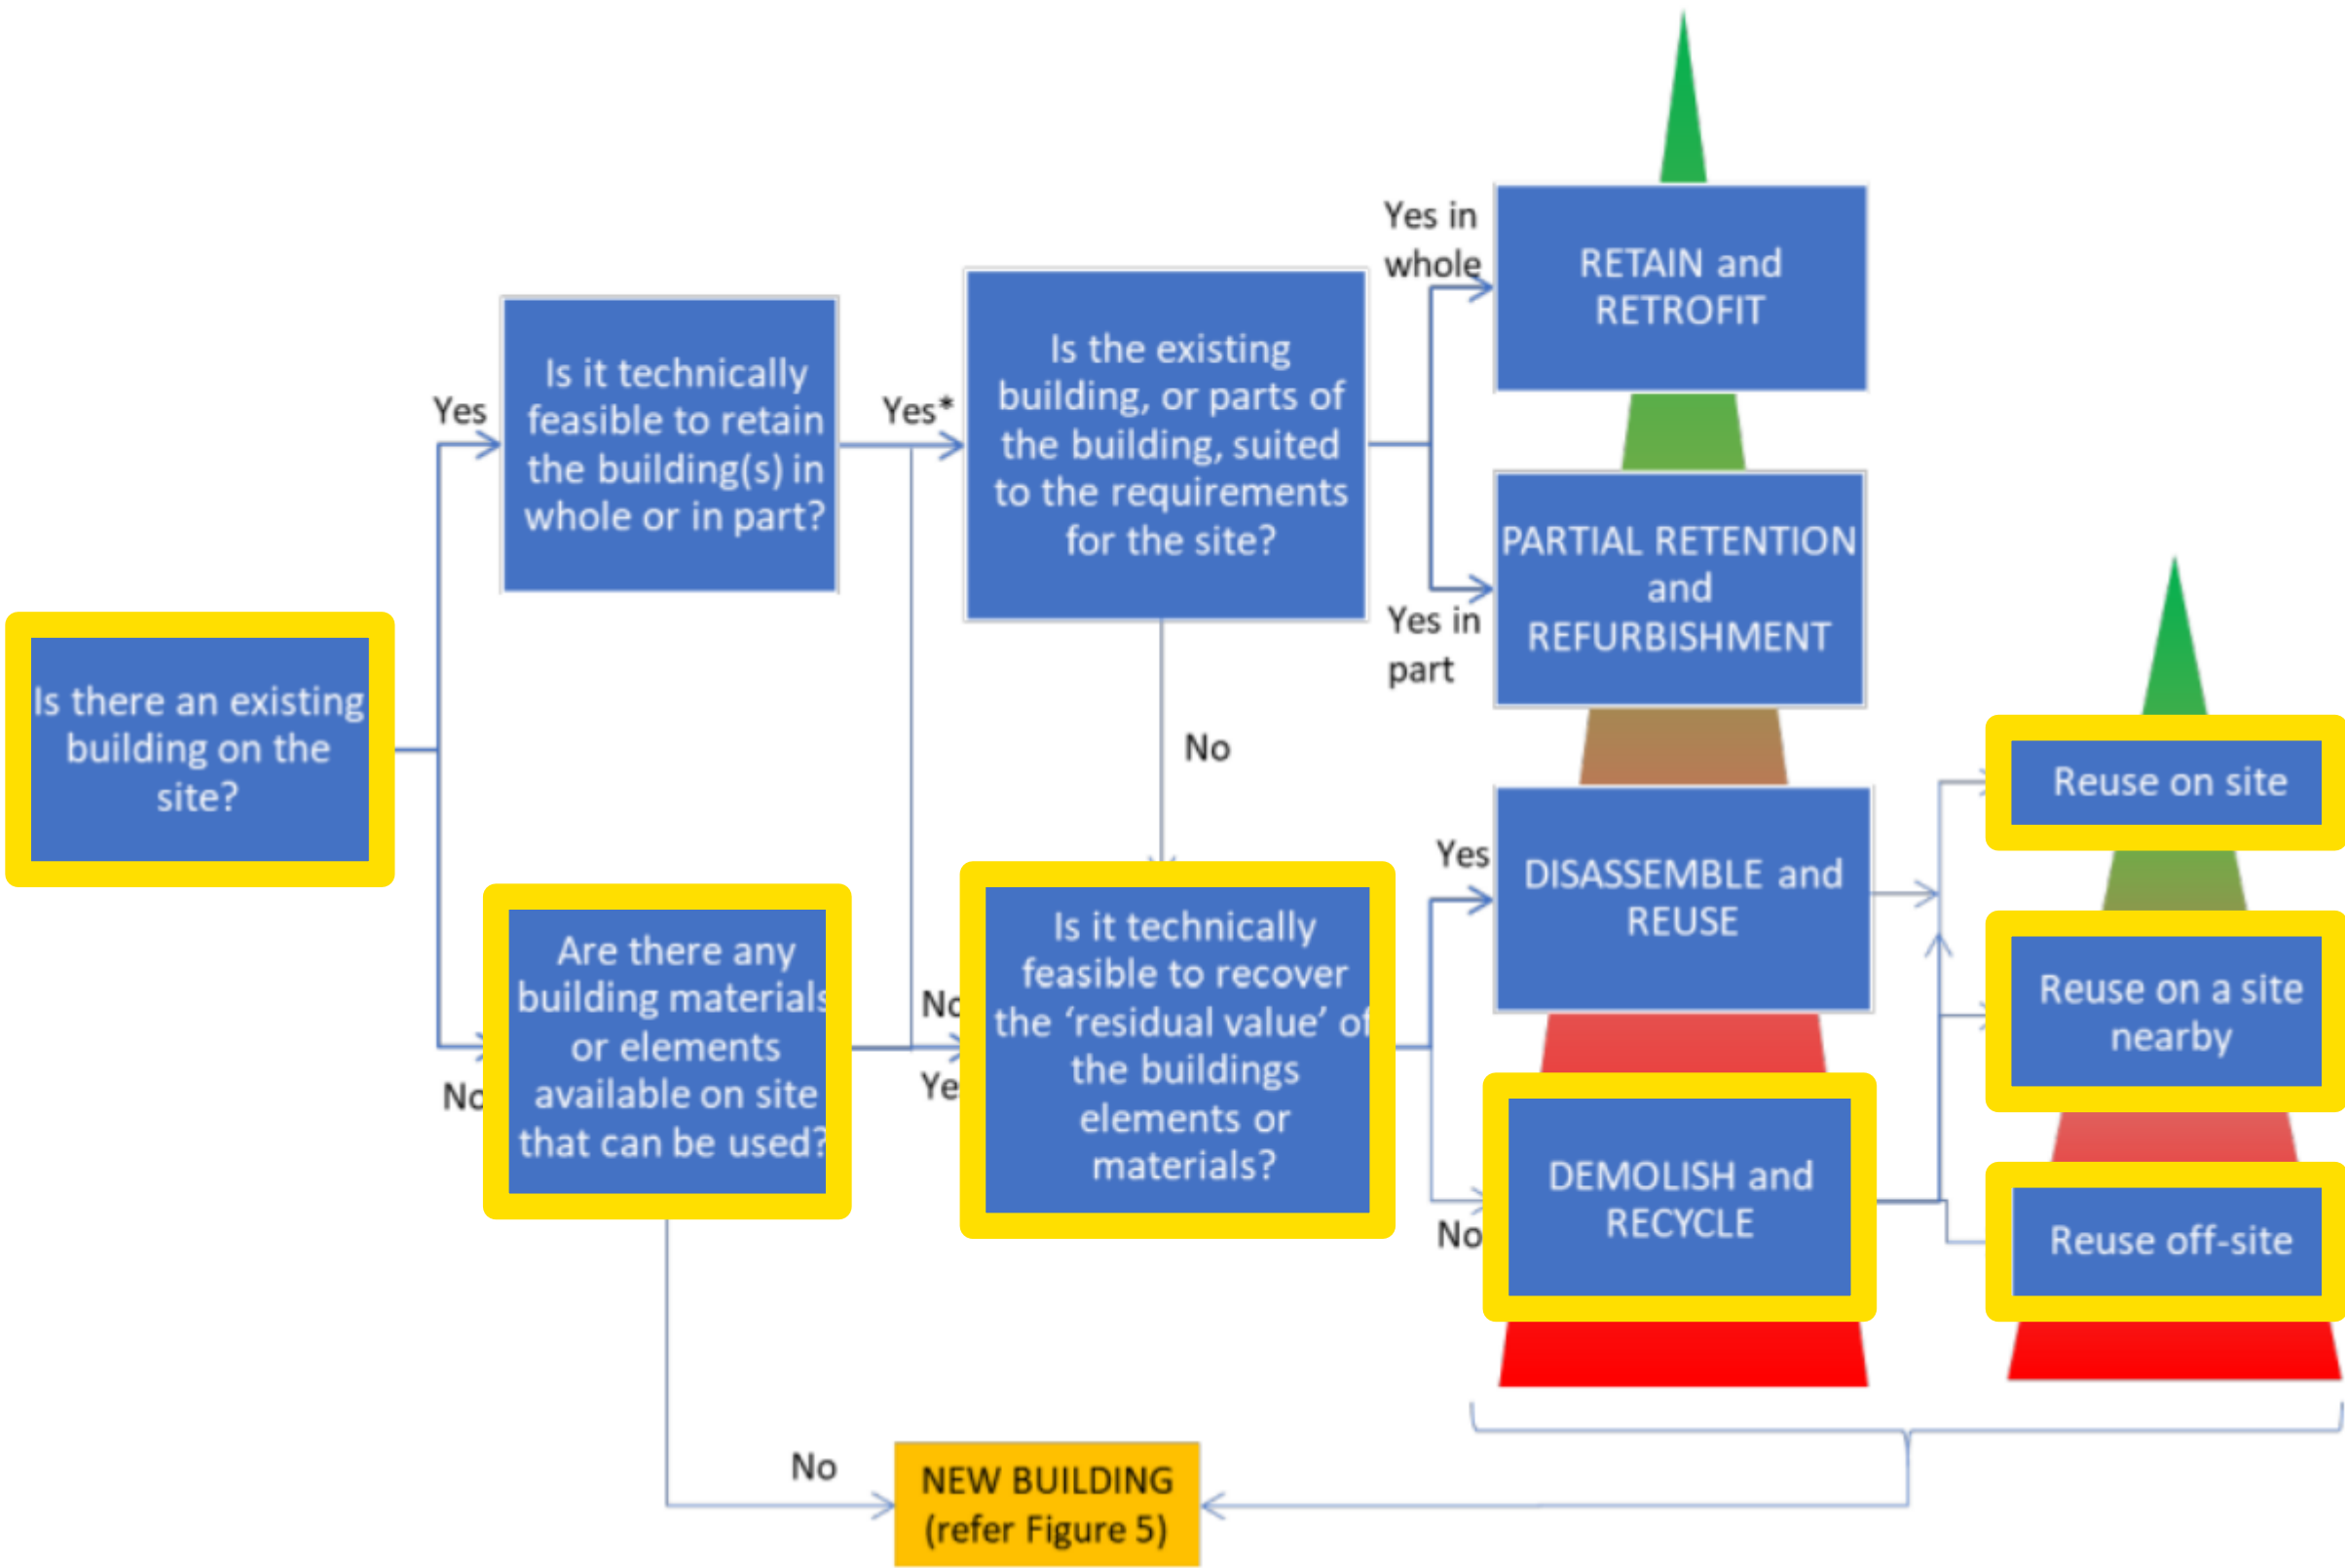 Yes in
whole
RETAIN and
RETROFIT
Yes
Is it technically
feasible to retain
the building(s) in
whole or in part?
Yes*
Is the existing
building, or parts of
the building, suited
to the requirements
for the site?
PARTIAL RETENTION
and
REFURBISHMENT
Yes in
part
Is there an existing
building on the
site?
No
Are there any
building materials
or elements
available on site
that can be used?
No
No
Ye
Is it technically
feasible to recover
the ‘residual value’ of
the buildings
elements or
materials?
Yes
DISASSEMBLE and
REUSE
No
DEMOLISH and
RECYCLE
Reuse on site
Reuse on a site
nearby
Reuse off-site
No
NEW BUILDING
(refer Figure 5)